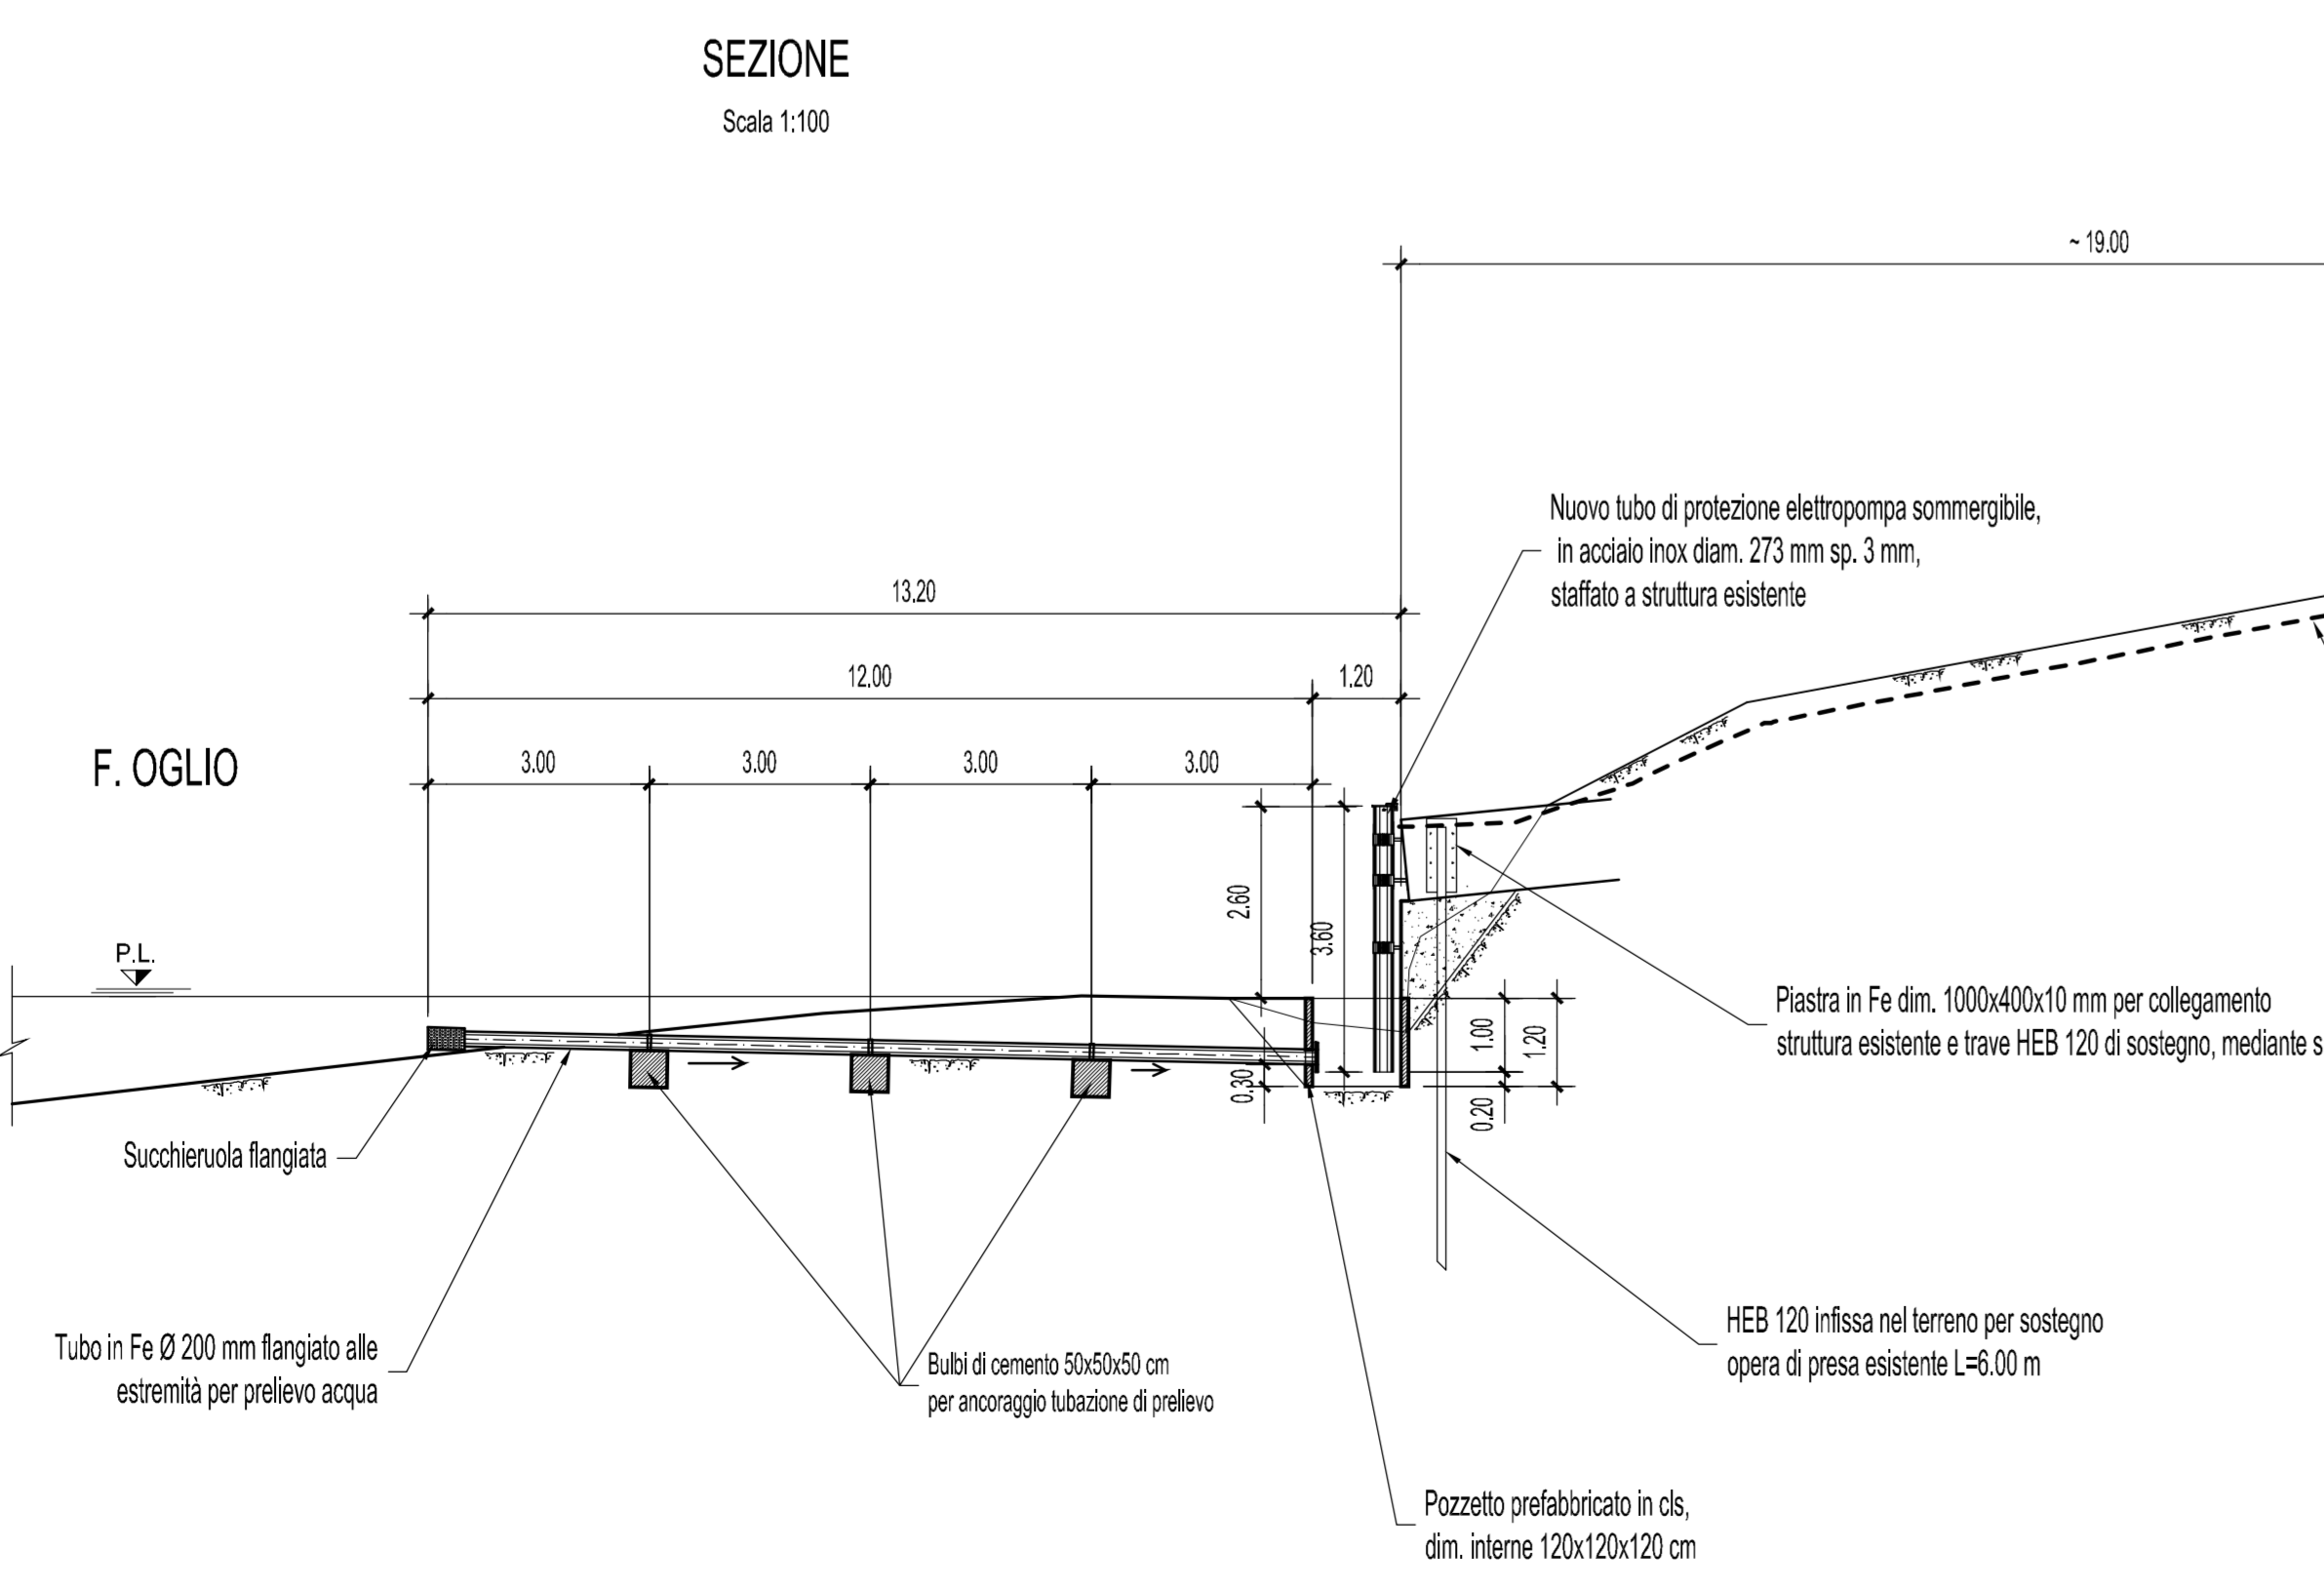 SEZIONE
Scala 1:100
~ 19.00
Nuovo tubo di protezione elettropompa sommergibile,
in acciaio inox diam. 273 mm sp. 3 mm,
staffato a struttura esistente
13.20
12.00
1.20
F. OGLIO
3.00
3.00
3.00
3.00
2.60
3.60
P.L.
Piastra in Fe dim. 1000x400x10 mm per collegamento
struttura esistente e trave HEB 120 di sostegno, mediante s
1.00
1.20
0.30
0.20
Succhieruola flangiata
HEB 120 infissa nel terreno per sostegno
opera di presa esistente L=6.00 m
Tubo in Fe Ø 200 mm flangiato alle
estremità per prelievo acqua
Bulbi di cemento 50x50x50 cm
per ancoraggio tubazione di prelievo
Pozzetto prefabbricato in cls,
dim. interne 120x120x120 cm